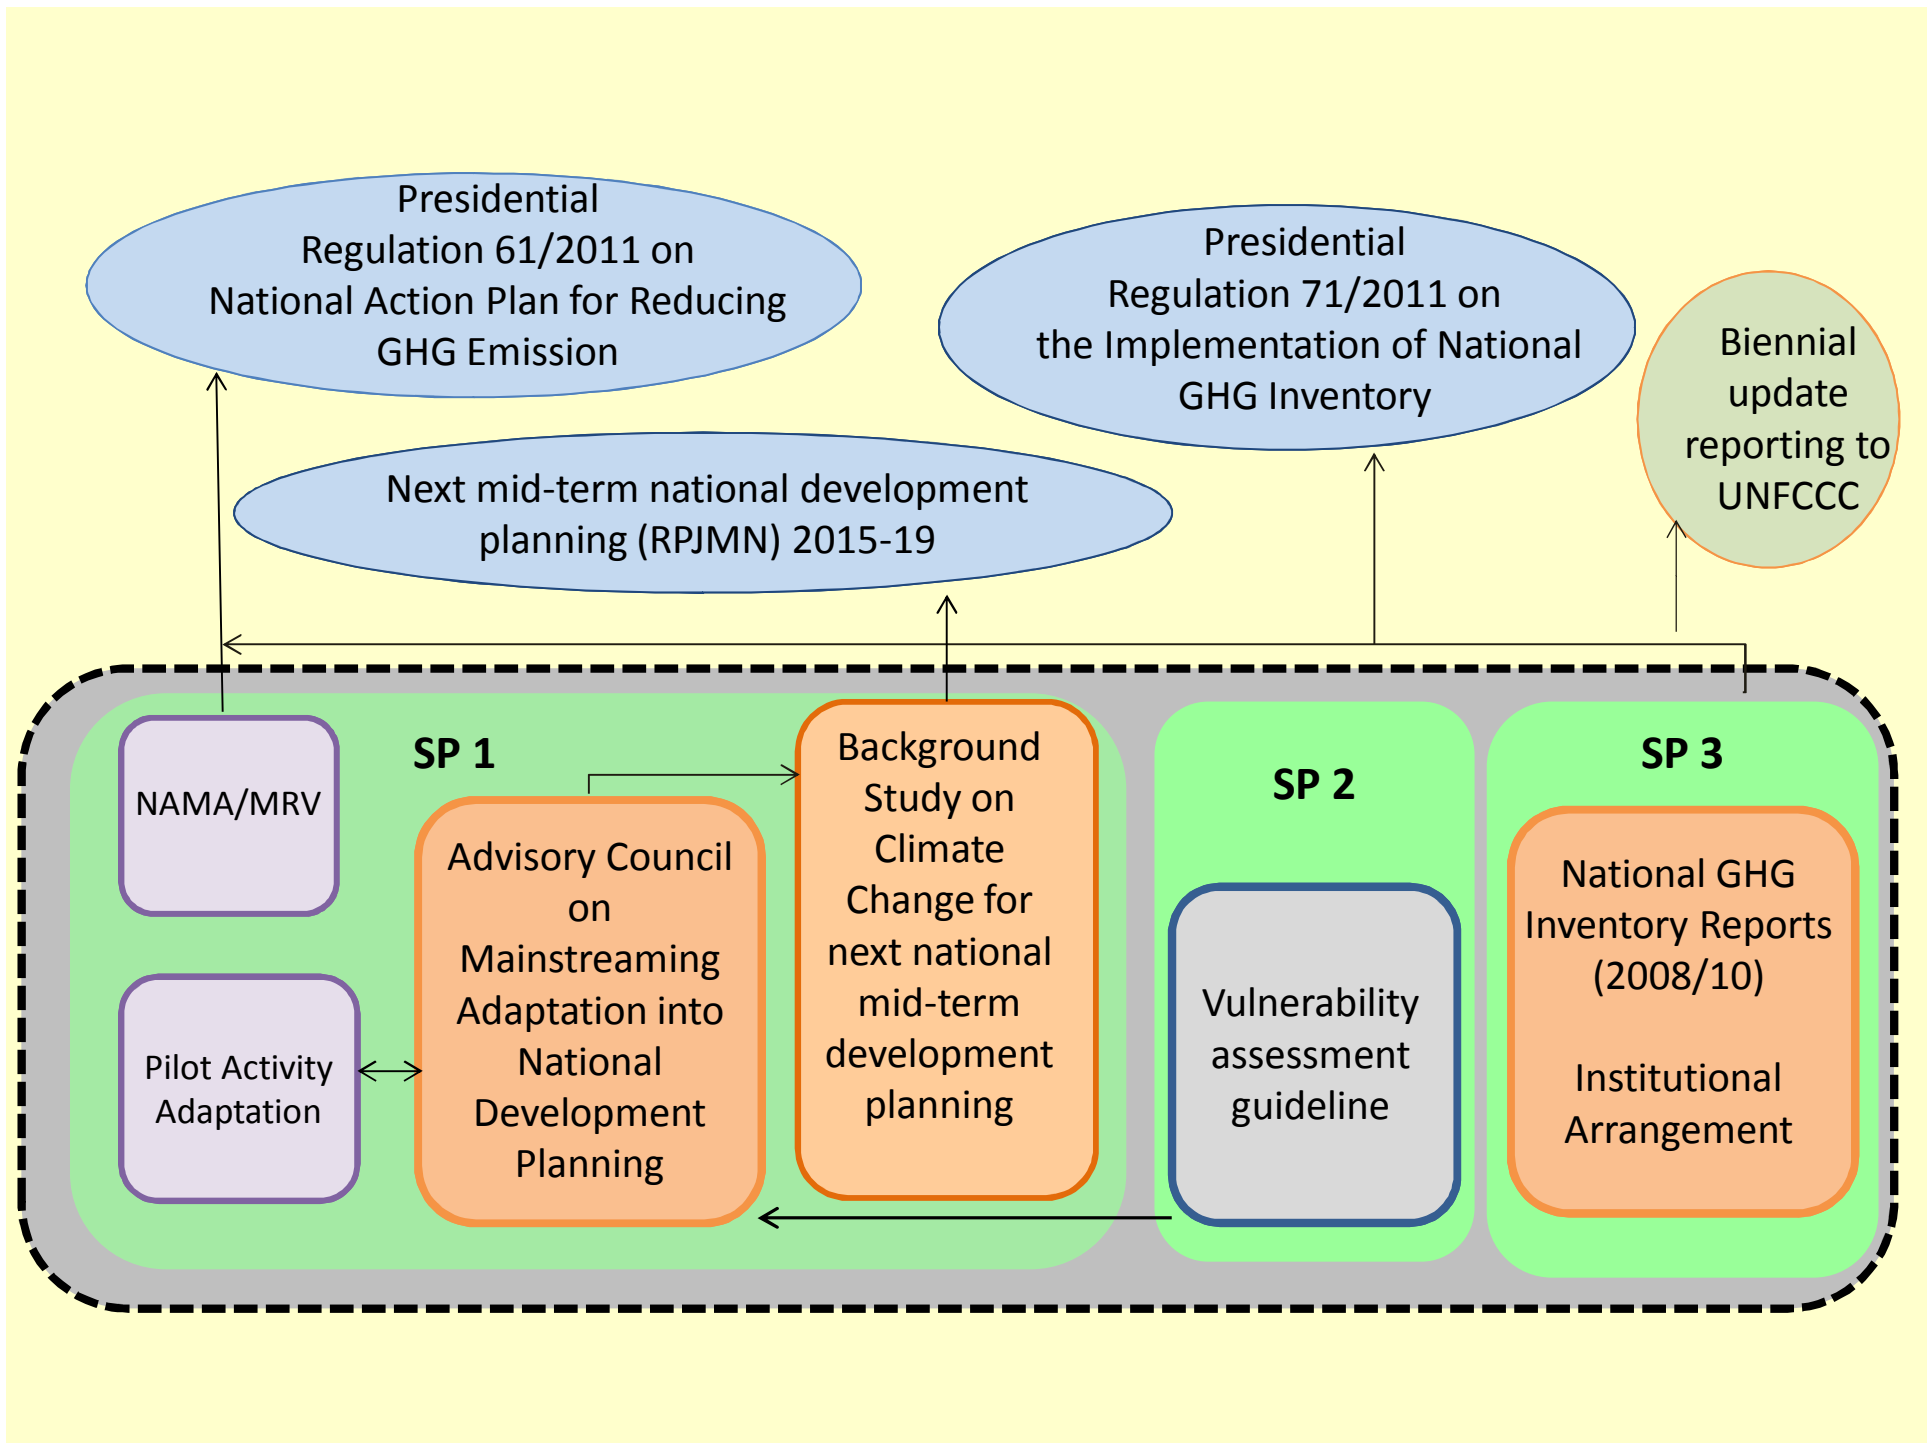 Presidential
Regulation 61/2011 on
National Action Plan for Reducing
GHG Emission
Presidential
Regulation 71/2011 on
the Implementation of National
GHG Inventory
Biennial
update
reporting to
UNFCCC
Next mid-term national development
planning (RPJMN) 2015-19
SP 1
NAMA/MRV
Pilot Activity
Adaptation
Advisory Council
on
Mainstreaming
Adaptation into
National
Development
Planning
Background
Study on
Climate
Change for
next national
mid-term
development
planning
SP 2
Vulnerability
assessment
guideline
SP 3
National GHG
Inventory Reports
(2008/10)
Institutional
Arrangement